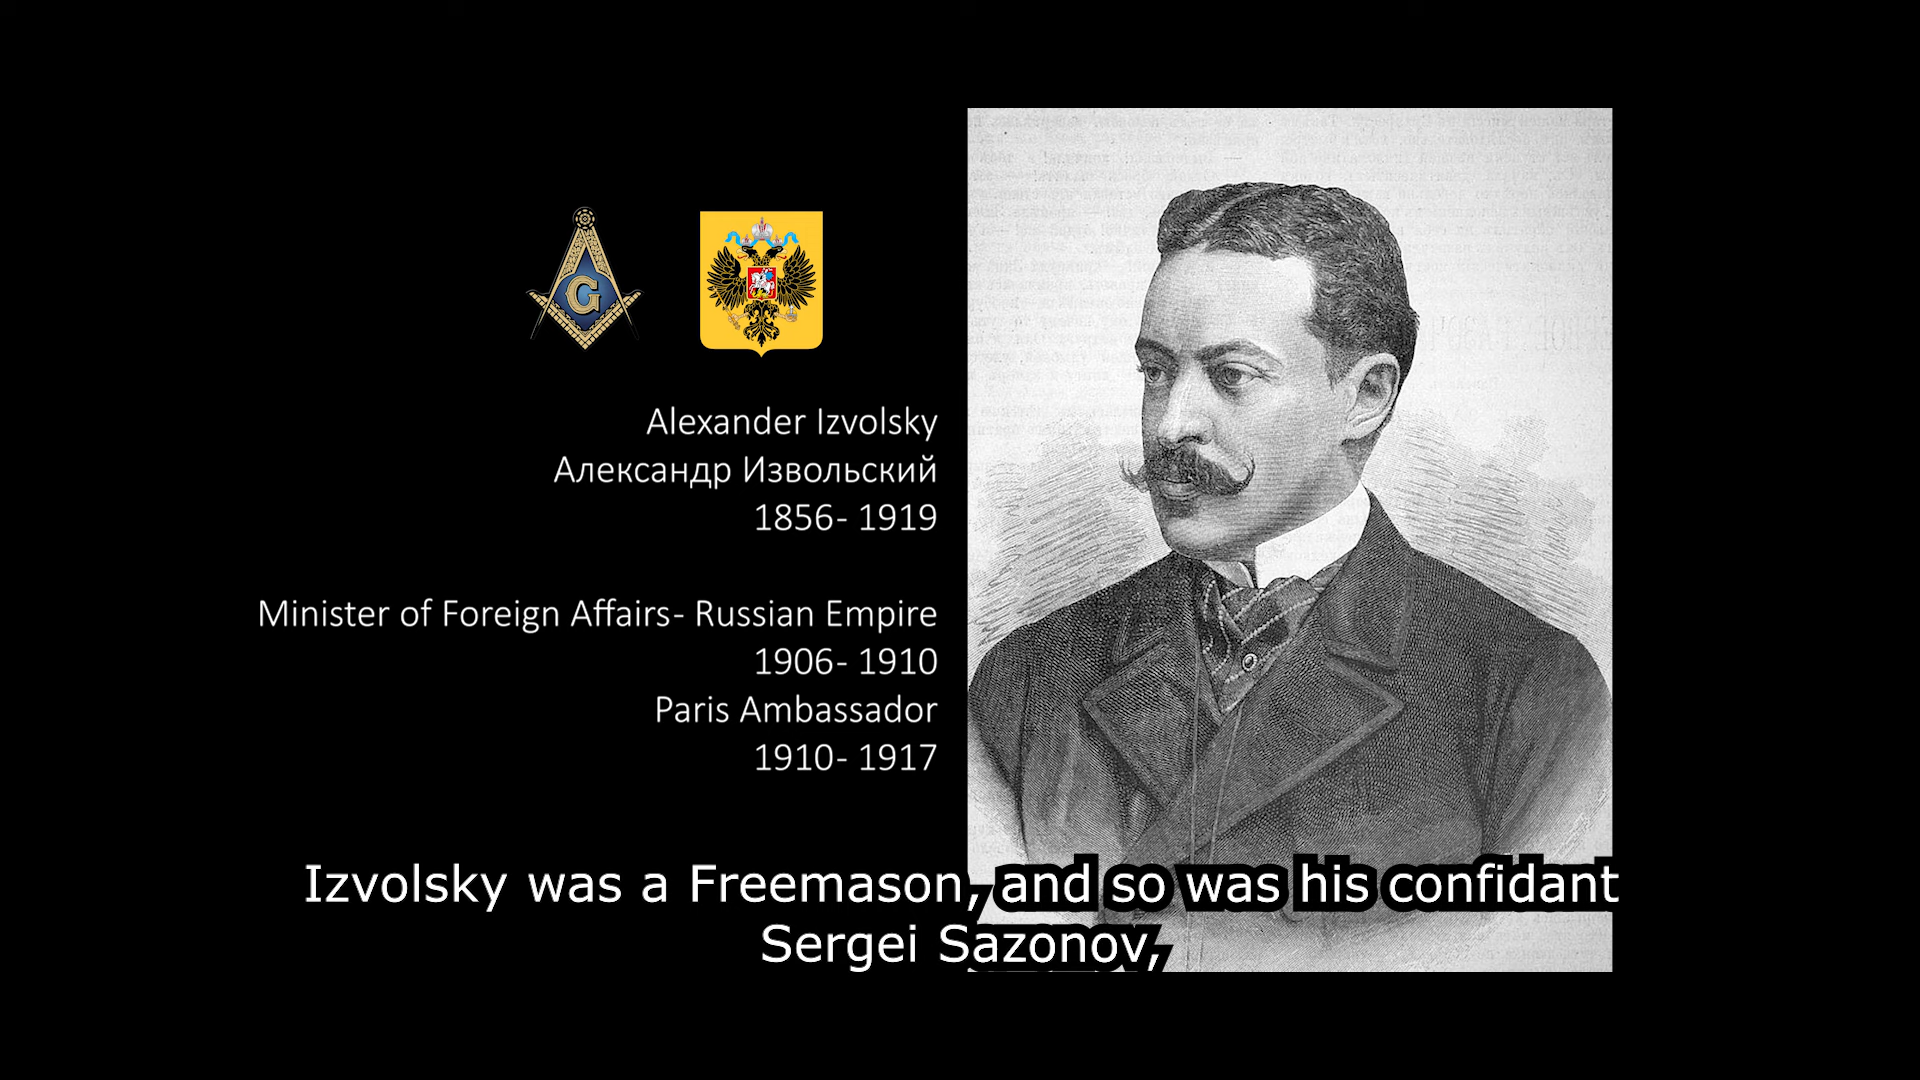 G
Alexander Izvolsky
Александр Извольский
1856- 1919
Minister of Foreign Affairs- Russian Empire
1906- 1910
Paris Ambassador
1910- 1917
Izvolsky was a Freemason, and so was his confidant
Sergei Sazonov,